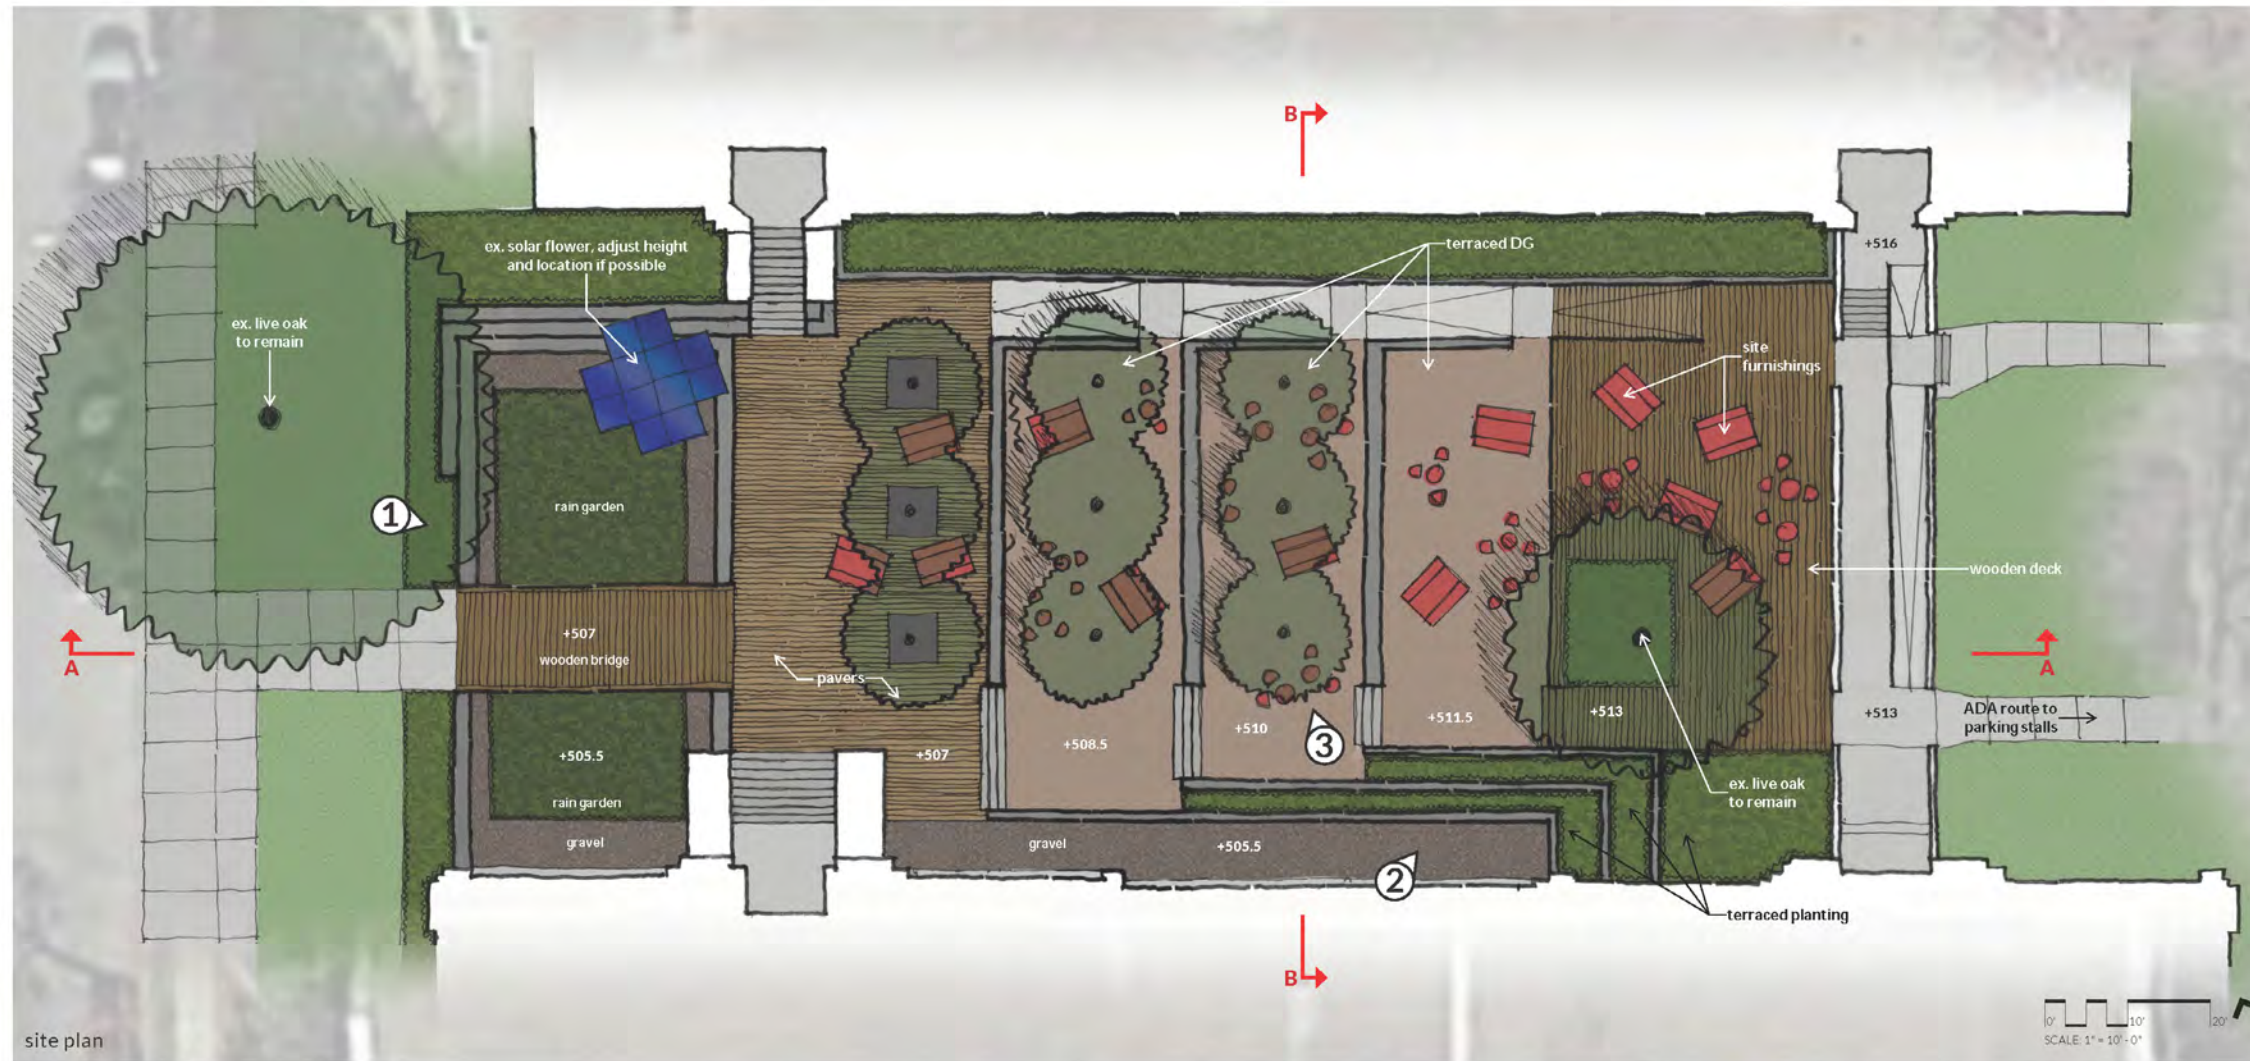 B
ex. solar flower, adjust height
and location if possible
terraced DG
+516
ex. live oak
to remain
site
furnishings
1
rain garden
wooden deck
+507
wooden bridge
A
A
pavers
+505.5
rain garden
gravel
+507
+508.5
+510
3
+511.5
+513
+513
ADA route to
parking stalls
ex. live oak
to remain
gravel
+505.5
2
terraced planting
B
site plan
0'
10'
20'
SCALE: 1" = 10' - 0"